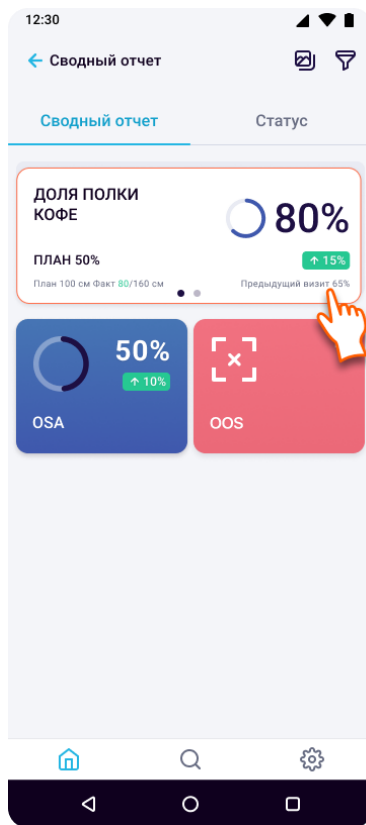 12:30
Сводный отчет
Сводный отчет
Статус
ДОЛЯ ПОЛКИ
КОФЕ
80%
ПЛАН 50%
15%
План 100 см Факт 80/160 см
Предыдущий визит 65%
50%
10%
OSA
OOS